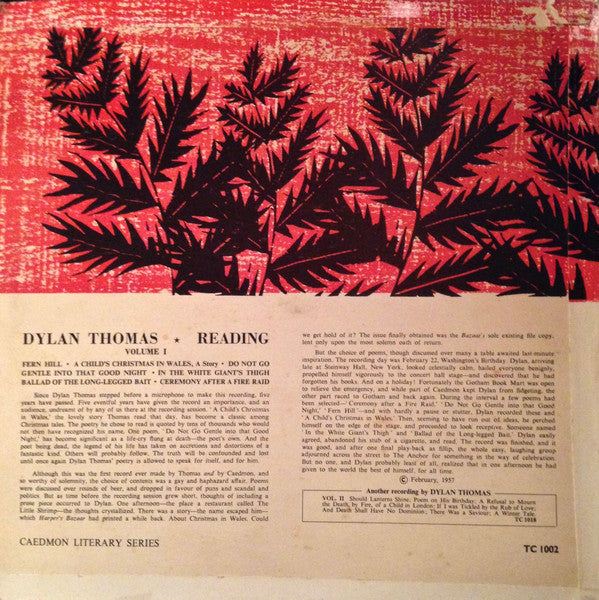 DYLAN THOMAS ★ READING
VOLUME I
FERN HILL · A CHILD'S CHRISTMAS IN WALES, A Story · DO NOT GO
GENTLE INTO THAT GOOD NIGHT · IN THE WHITE GIANT'S THIGH
BALLAD OF THE LONG-LEGGED BAIT · CEREMONY AFTER A FIRE RAID
Since Dylan Thomas stepped before a microphone to make this recording, five
years have passed. Five eventful years have given the record an importance, and an
audience, undreamt of by any of us there at the recording session. 'A Child's Christmas
in Wales,' the lovely story Thomas read that day, has become a classic among
Christmas tales. The poetry he chose to read is quoted by tens of thousands who would
not then have recognized his name. One poem, 'Do Not Go Gentle into that Good
Night,' has become significant as a life-cry flung at death—the poet's own. And the
poet being dead, the legend of his life has taken on accretions and distortions of a
fantastic kind. Others will probably follow. The truth will be confounded and lost
until once again Dylan Thomas' poetry is allowed to speak for itself, and for him.
Although this was the first record ever made by Thomas and by Caedmon, and
so worthy of solemnity, the choice of contents was a gay and haphazard affair. Poems
were discussed over rounds of beer, and dropped in favour of puns and scandal and
politics. But as time before the recording session grew short, thoughts of including a
prose piece occurred to Dylan. One afternoon—the place a restaurant called The
Little Shrimp—the thoughts crystallized. There was a story—the name escaped him—
which Harper's Bazaar had printed a while back. About Christmas in Wales. Could
we get hold of it? The issue finally obtained was the Bazaar's sole existing file copy,
lent only upon the most solemn oath of return.
But the choice of poems, though discussed over many a table awaited last-minute
inspiration. The recording day was February 22, Washington's Birthday. Dylan, arriving
late at Steinway Hall, New York, looked celestially calm, hailed everyone benignly,
propelled himself vigorously to the concert hall stage—and discovered that he had
forgotten his books. And on a holiday! Fortunately the Gotham Book Mart was open
to relieve the emergency, and while part of Caedmon kept Dylan from fidgeting, the
other part raced to Gotham and back again. During the interval a few poems had
been selected—'Ceremony after a Fire Raid,' 'Do Not Go Gentle into that Good
Night,' 'Fern Hill'—and with hardly a pause or stutter, Dylan recorded these and
'A Child's Christmas in Wales.' Then, seeming to have run out of ideas, he perched
himself on the edge of the stage, and proceeded to look receptive. Someone named
'In the White Giant's Thigh' and 'Ballad of the Long-legged Bait.' Dylan easily
agreed, abandoned his stub of a cigarette, and read. The record was finished, and it
was good, and after one final play-back as fillip, the whole easy, laughing group
adjourned across the street to The Anchor for something in the way of celebration.
But no one, and Dylan probably least of all, realized that in one afternoon he had
given to the world the best of himself, for all time.
© February, 1957
Another recording by DYLAN THOMAS
VOL. II Should Lanterns Shine; Poem on His Birthday; A Refusal to Mourn
the Death, by Fire, of a Child in London; If I was Tickled by the Rub of Love;
And Death Shall Have No Dominion; There Was a Saviour; A Winter Tale.
TC 1018
CAEDMON LITERARY SERIES
TC 1002